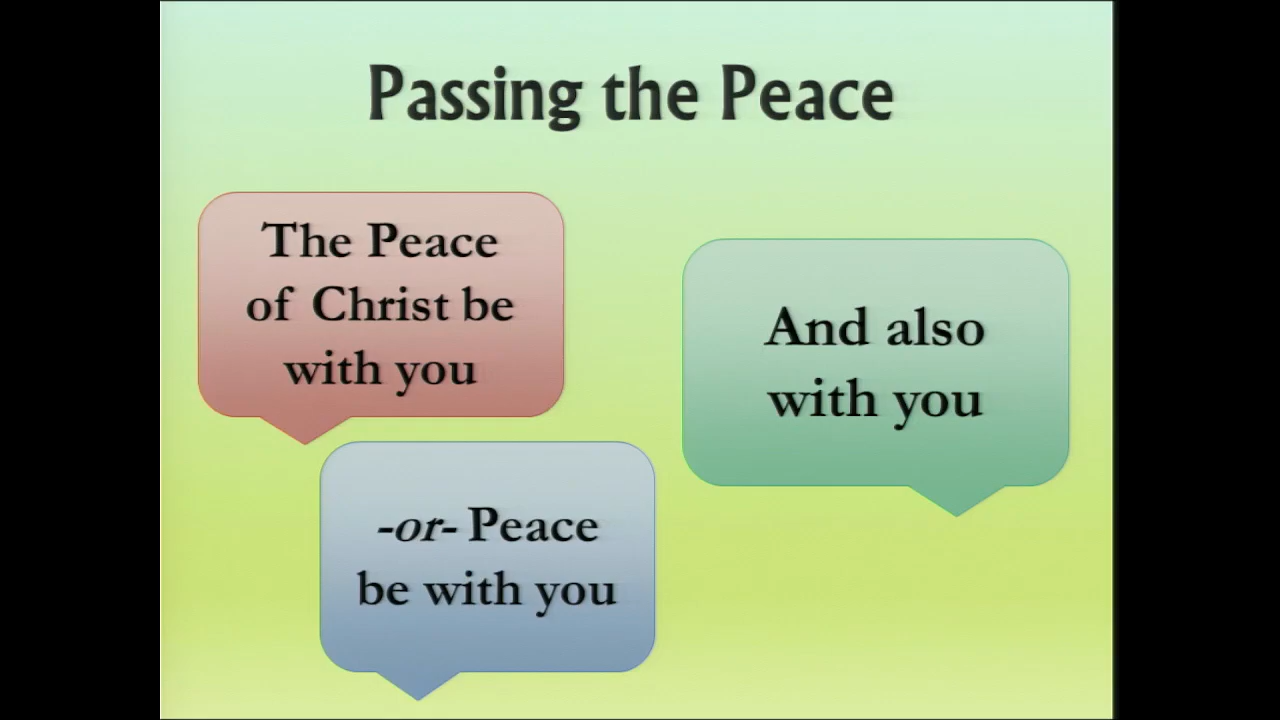 Passing the Peace
The Peace
of Christ be
with you
And also
with you
-or- Peace
be with you